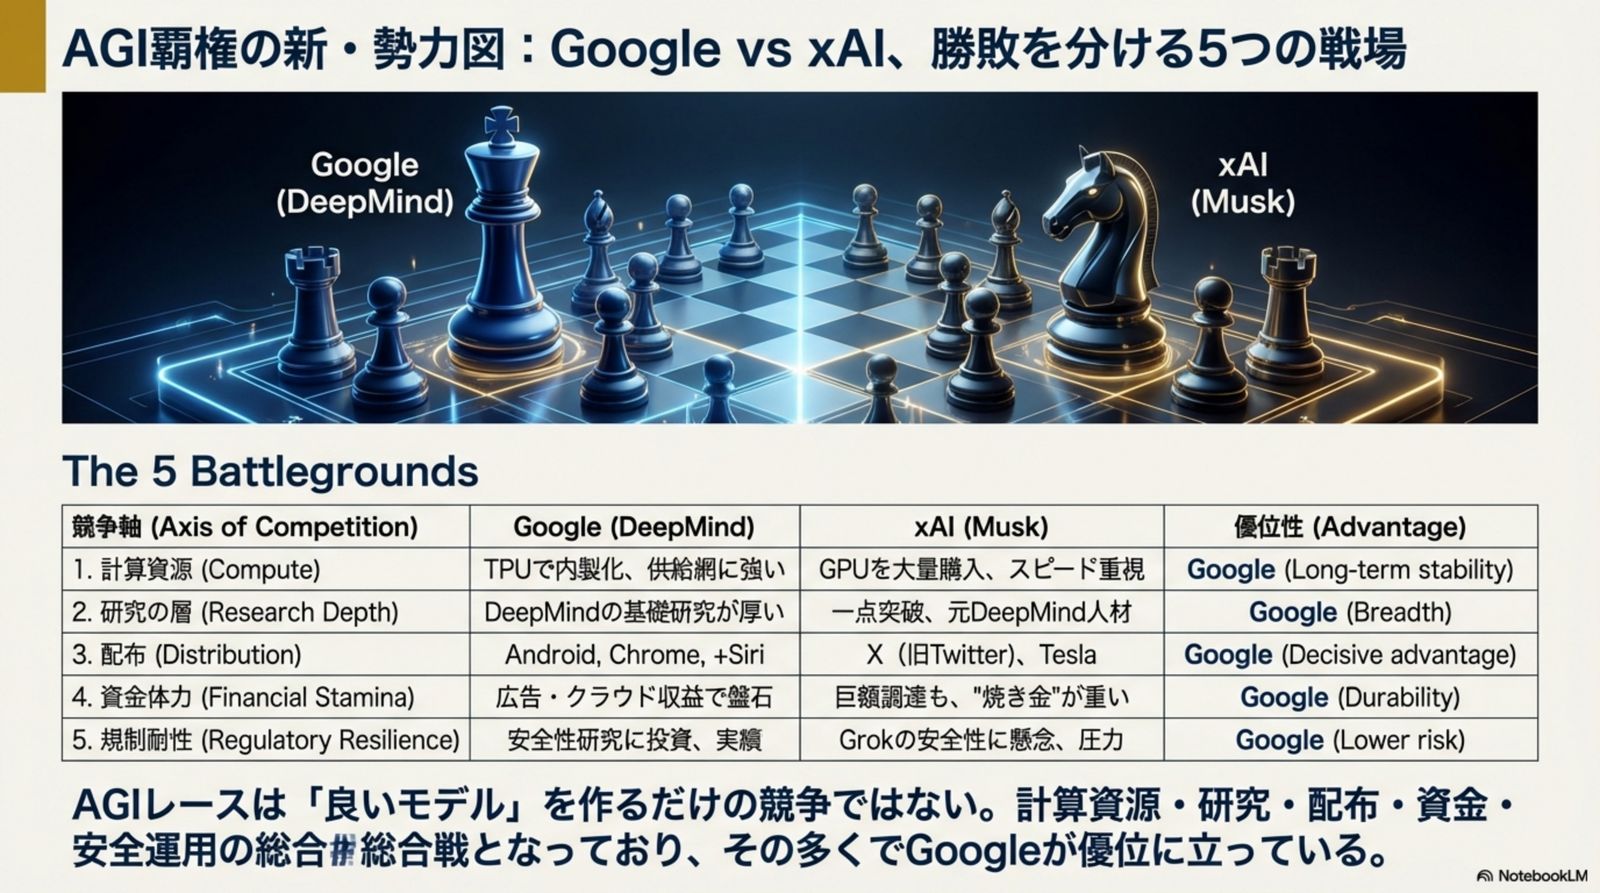 AGI覇権の新・勢力図：Google vs xAI、勝敗を分ける5つの戦場
Google
(DeepMind)
xAI
(Musk)
The 5 Battlegrounds
競争軸 (Axis of Competition) Google (DeepMind) xAI (Musk) 優位性 (Advantage)
1. 計算資源 (Compute) TPUで内製化、供給網に強い GPUを大量購入、スピード重視 Google (Long-term stability)
2. 研究の層 (Research Depth) DeepMindの基礎研究が厚い 一点突破、元DeepMind人材 Google (Breadth)
3. 配布 (Distribution) Android, Chrome, +Siri X（旧Twitter）、Tesla Google (Decisive advantage)
4. 資金体力 (Financial Stamina) 広告・クラウド収益で盤石 巨額調達も、"焼き金"が重い Google (Durability)
5. 規制耐性 (Regulatory Resilience) 安全性研究に投資、実績 Grokの安全性に懸念、圧力 Google (Lower risk)
AGIレースは「良いモデル」を作るだけの競争ではない。計算資源・研究・配布・資金・
安全運用の総合総合戦となっており、その多くでGoogleが優位に立っている。
NotebookLM